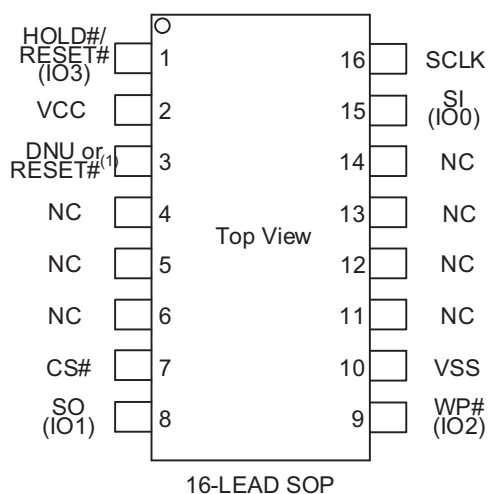 HOLD#/
RESET#
(IO3)
1
16
SCLK
VCC
2
15
SI
(IO0)
DNU or
RESET#(1)
3
14
NC
NC
4
13
NC
Top View
NC
5
12
NC
NC
6
11
NC
CS#
7
10
VSS
SO
(IO1)
8
9
WP#
(IO2)
16-LEAD SOP